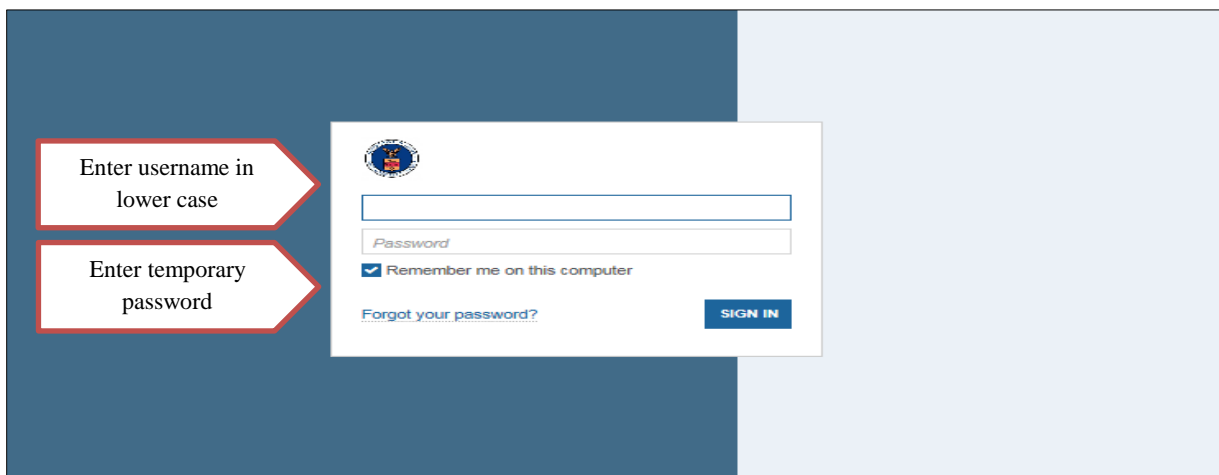 Enter username in
lower case
Password
Enter temporary
password
Remember me on this computer
Forgot your password?
SIGN IN